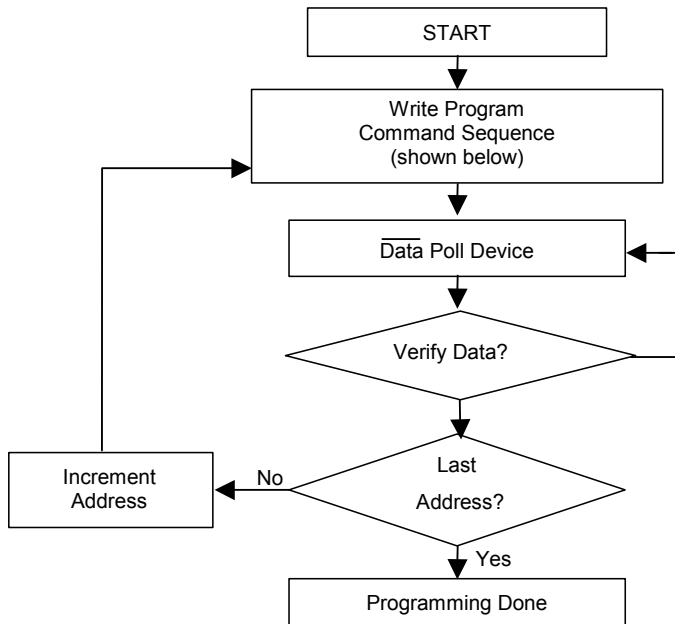 START
Write Program
Command Sequence
(shown below)
Data Poll Device
Verify Data?
Last
Address?
No
Increment
Address
Yes
Programming Done